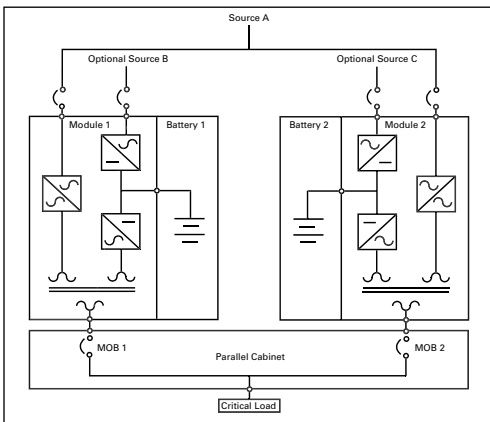 Source A
Optional Source B
Optional Source C
Module 1
Battery 1
Battery 2
Module 2
MOB 1
Parallel Cabinet
MOB 2
Critical Load